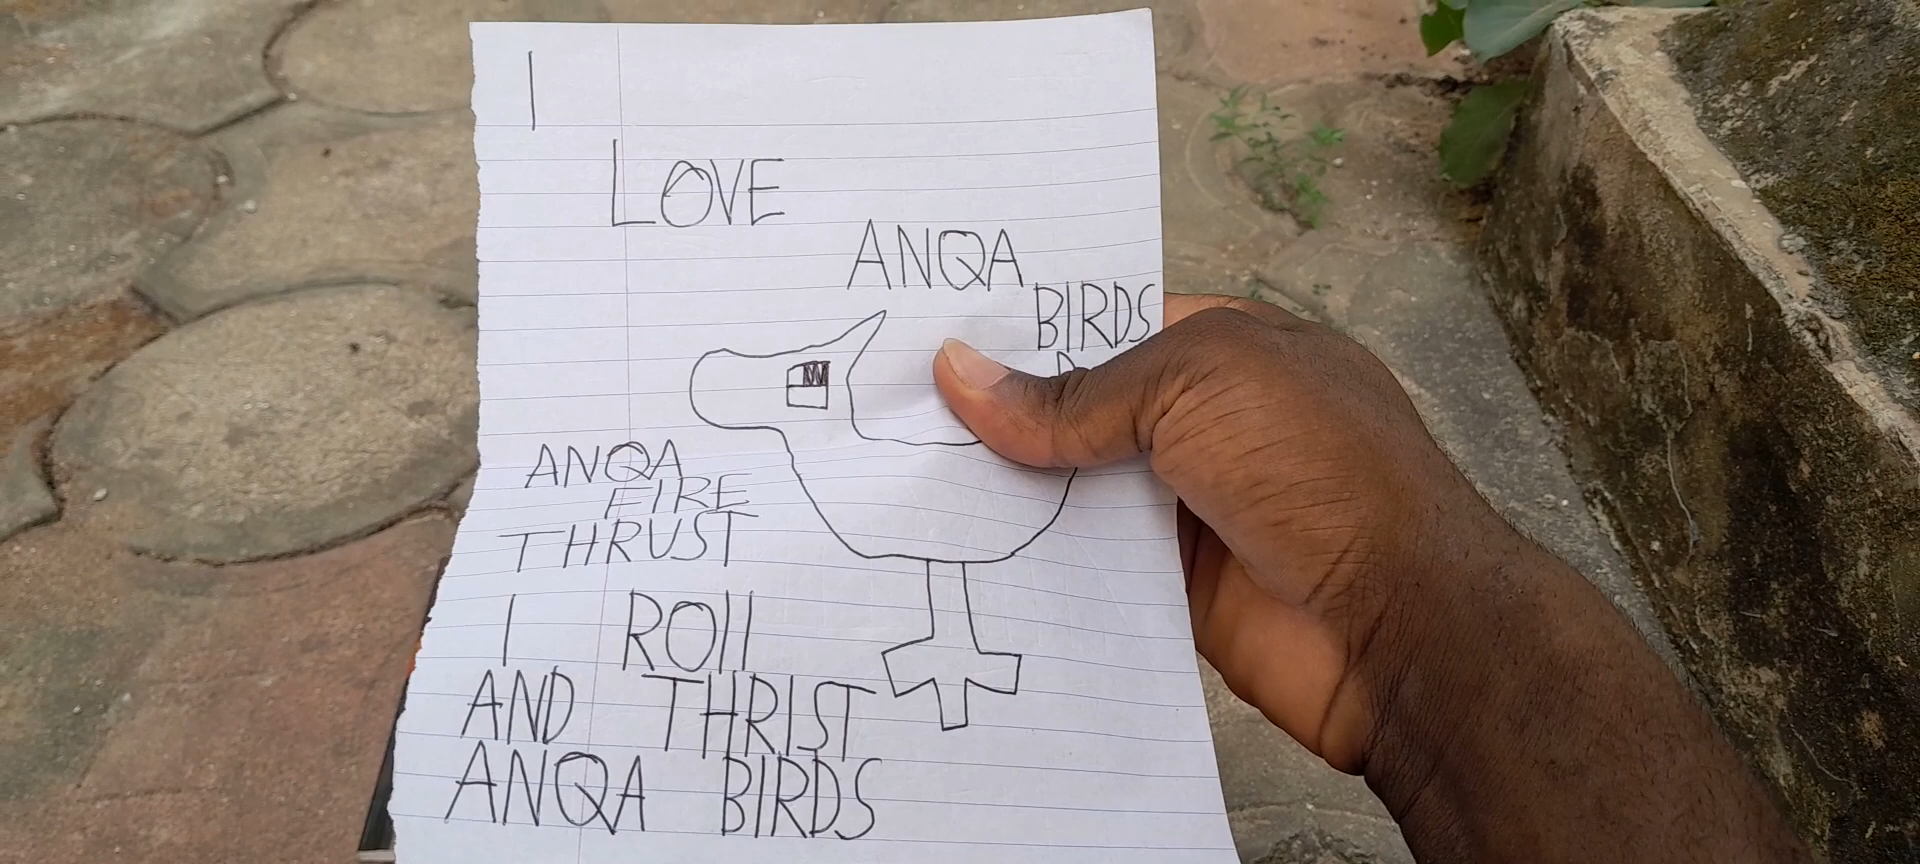 I
LOVE
ANQA
BIRDS
ANQA
FIRE
THRUST
I ROll
AND THRIST
ANQA BIRDS